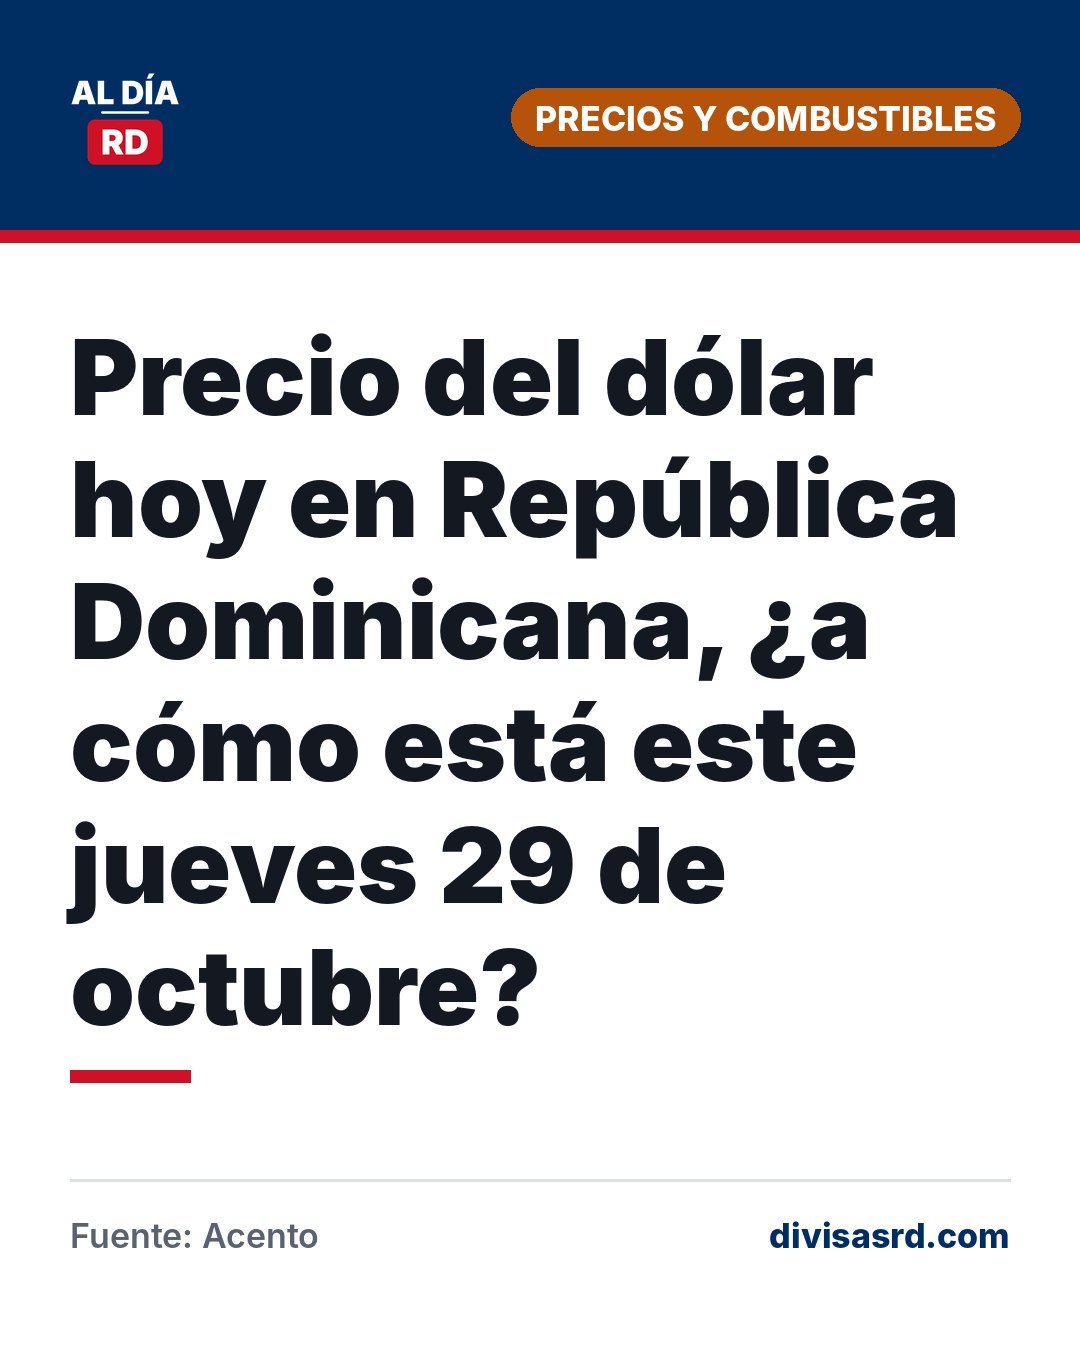 AL DÍA
RD
PRECIOS Y COMBUSTIBLES
Precio del dólar
hoy en República
Dominicana, ¿a
cómo está este
jueves 29 de
octubre?
Fuente: Acento
divisasrd.com